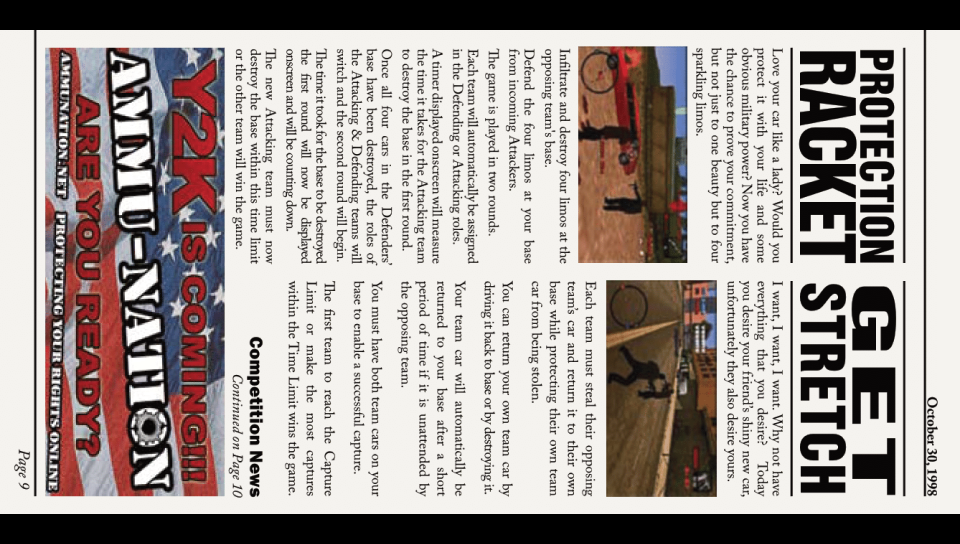 October 30, 1998
PROTECTION
RACKET
Love your car like a lady? Would you
protect it with your life and some
obvious military power? Now you have
the chance to prove your commitment,
but not just to one beauty but to four
sparkling limos.
Infiltrate and destroy four limos at the
opposing team's base.
Defend the four limos at your base
from incoming Attackers.
The game is played in two rounds.
Each team will automatically be assigned
in the Defending or Attacking roles.
A timer displayed onscreen will measure
the time it takes for the Attacking team
to destroy the base in the first round.
Once all four cars in the Defenders'
base have been destroyed, the roles of
the Attacking & Defending teams will
switch and the second round will begin.
The time it took for the base to be destroyed
the first round will now be displayed
onscreen and will be counting down.
The new Attacking team must now
destroy the base within this time limit
or the other team will win the game.
GET
STRETCH
I want, I want, I want. Why not have
everything that you desire? Today
you desire your friend's shiny new car,
unfortunately they also desire yours.
Each team must steal their opposing
team's car and return it to their own
base while protecting their own team
car from being stolen.
You can return your own team car by
driving it back to base or by destroying it.
Your team car will automatically be
returned to your base after a short
period of time if it is unattended by
the opposing team.
You must have both team cars on your
base to enable a successful capture.
The first team to reach the Capture
Limit or make the most captures
within the Time Limit wins the game.
Competition News
Continued on Page 10
Y2K IS COMING!!!
AMMU-NATION
ARE YOU READY?
AMMUNATION.NET PROTECTING YOUR RIGHTS ONLINE
Page 9